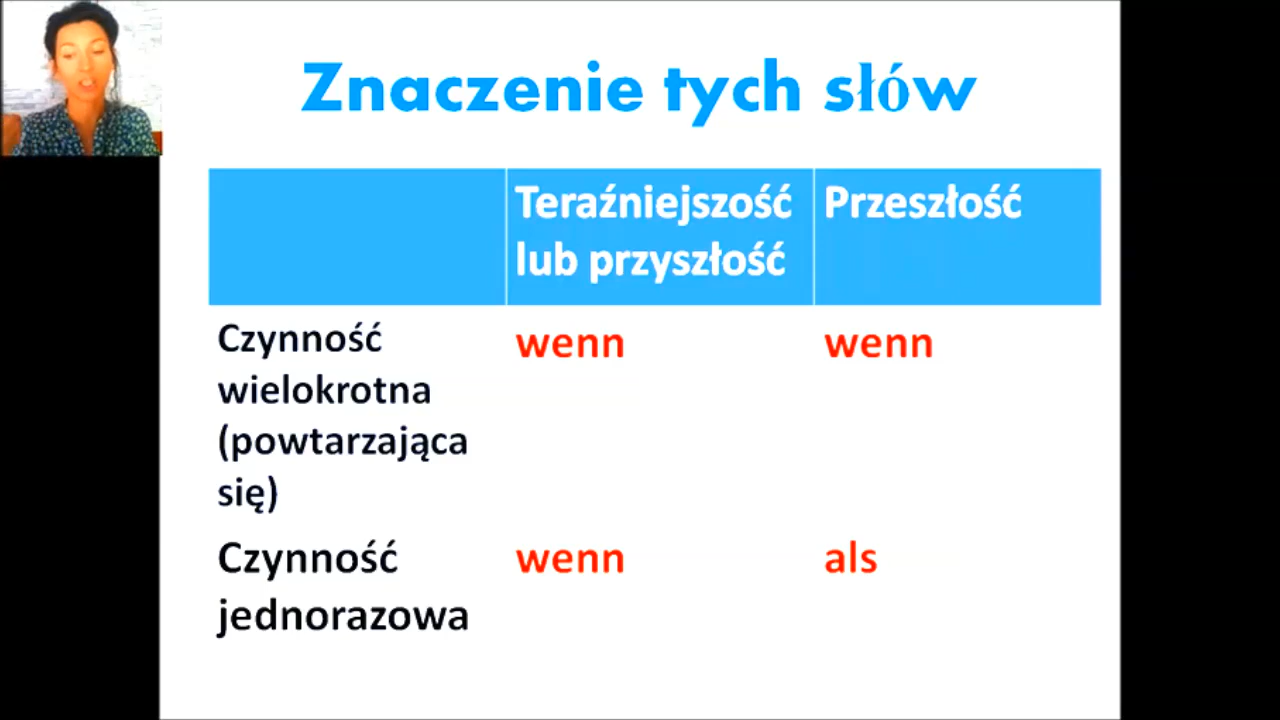 Znaczenie tych słów
Teraźniejszość
lub przyszłość
Przeszłość
Czynność
wielokrotna
(powtarzająca
się)
wenn
wenn
Czynność
jednorazowa
wenn
als